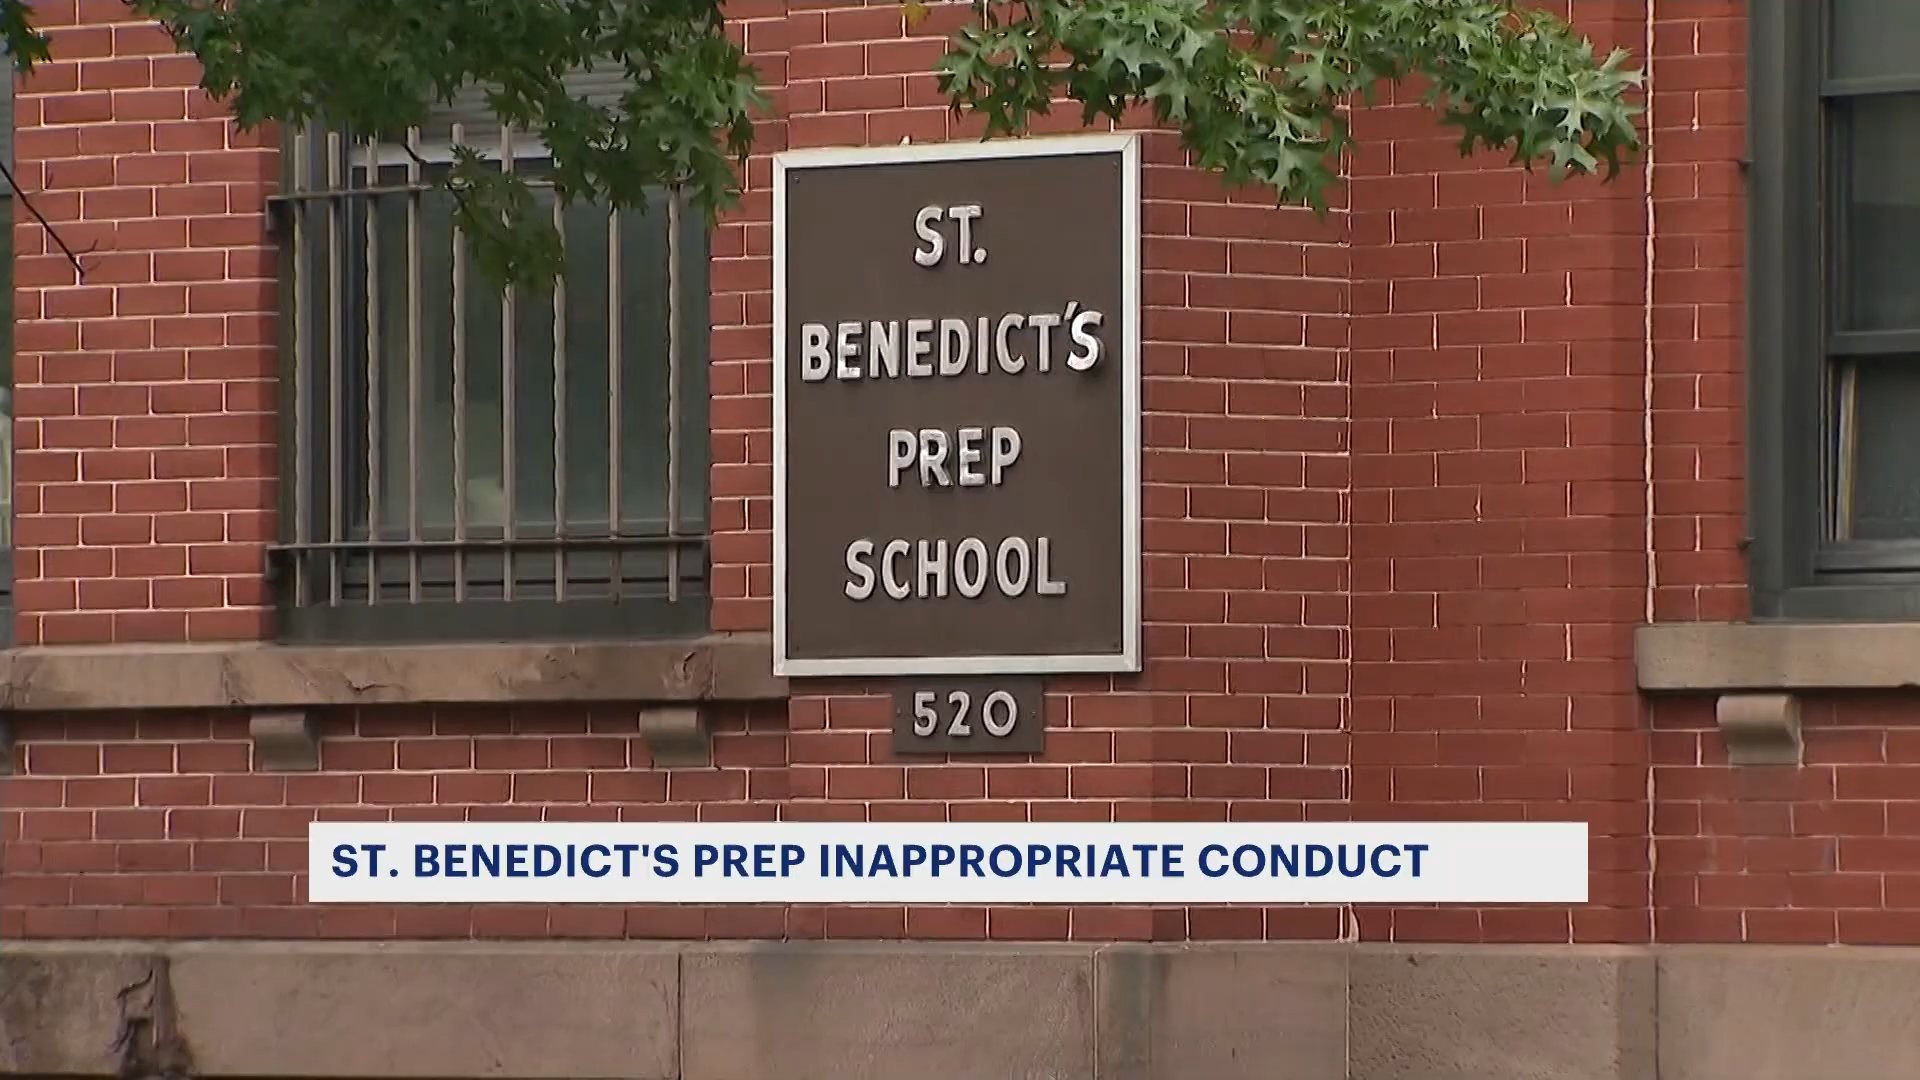 ST.
BENEDICT'S
PREP
SCHOOL
520
ST. BENEDICT'S PREP INAPPROPRIATE CONDUCT